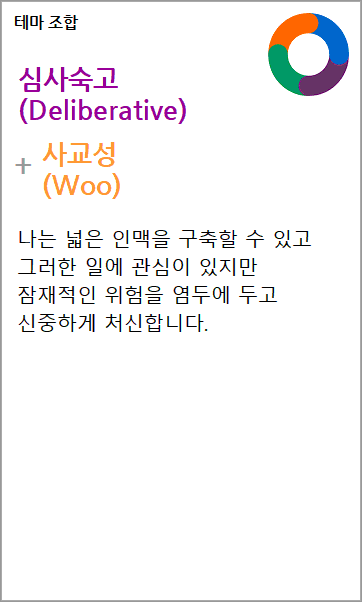 테마 조합
심사숙고
(Deliberative)
+ 사교성
(Woo)
나는 넓은 인맥을 구축할 수 있고
그러한 일에 관심이 있지만
잠재적인 위험을 염두에 두고
신중하게 처신합니다.